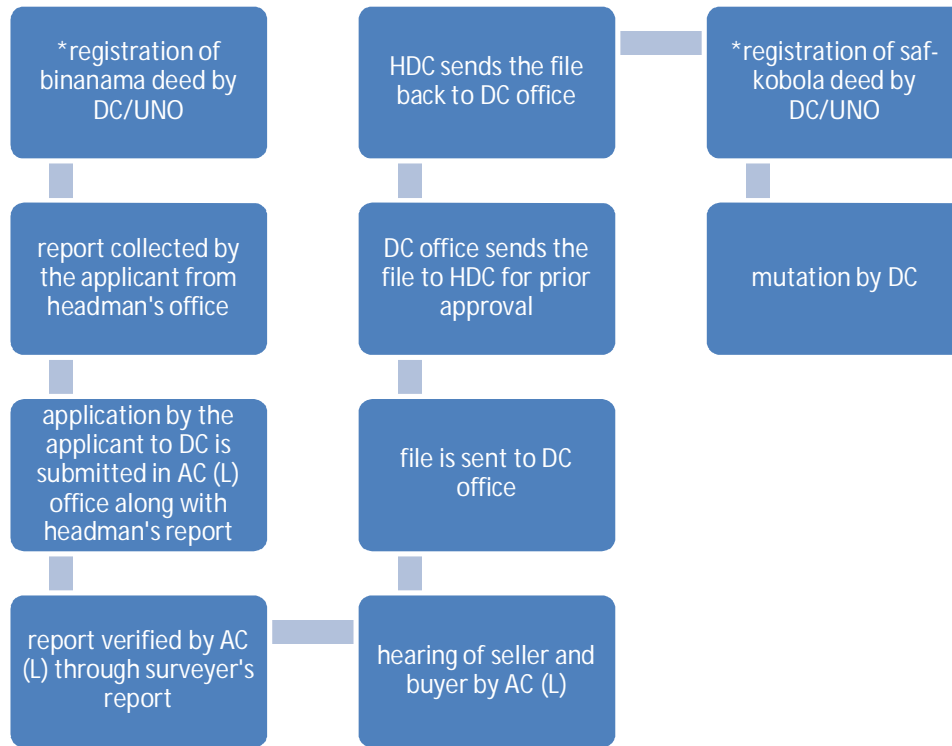 *registration of
binanama deed by
DC/UNO
report collected by
the applicant from
headman's office
application by the
applicant to DC is
submitted in AC (L)
office along with
headman's report
report verified by AC
(L) through surveyer's
report
hearing of seller and
buyer by AC (L)
file is sent to DC
office
DC office sends the
file to HDC for prior
approval
HDC sends the file
back to DC office
*registration of saf-
kobola deed by
DC/UNO
mutation by DC